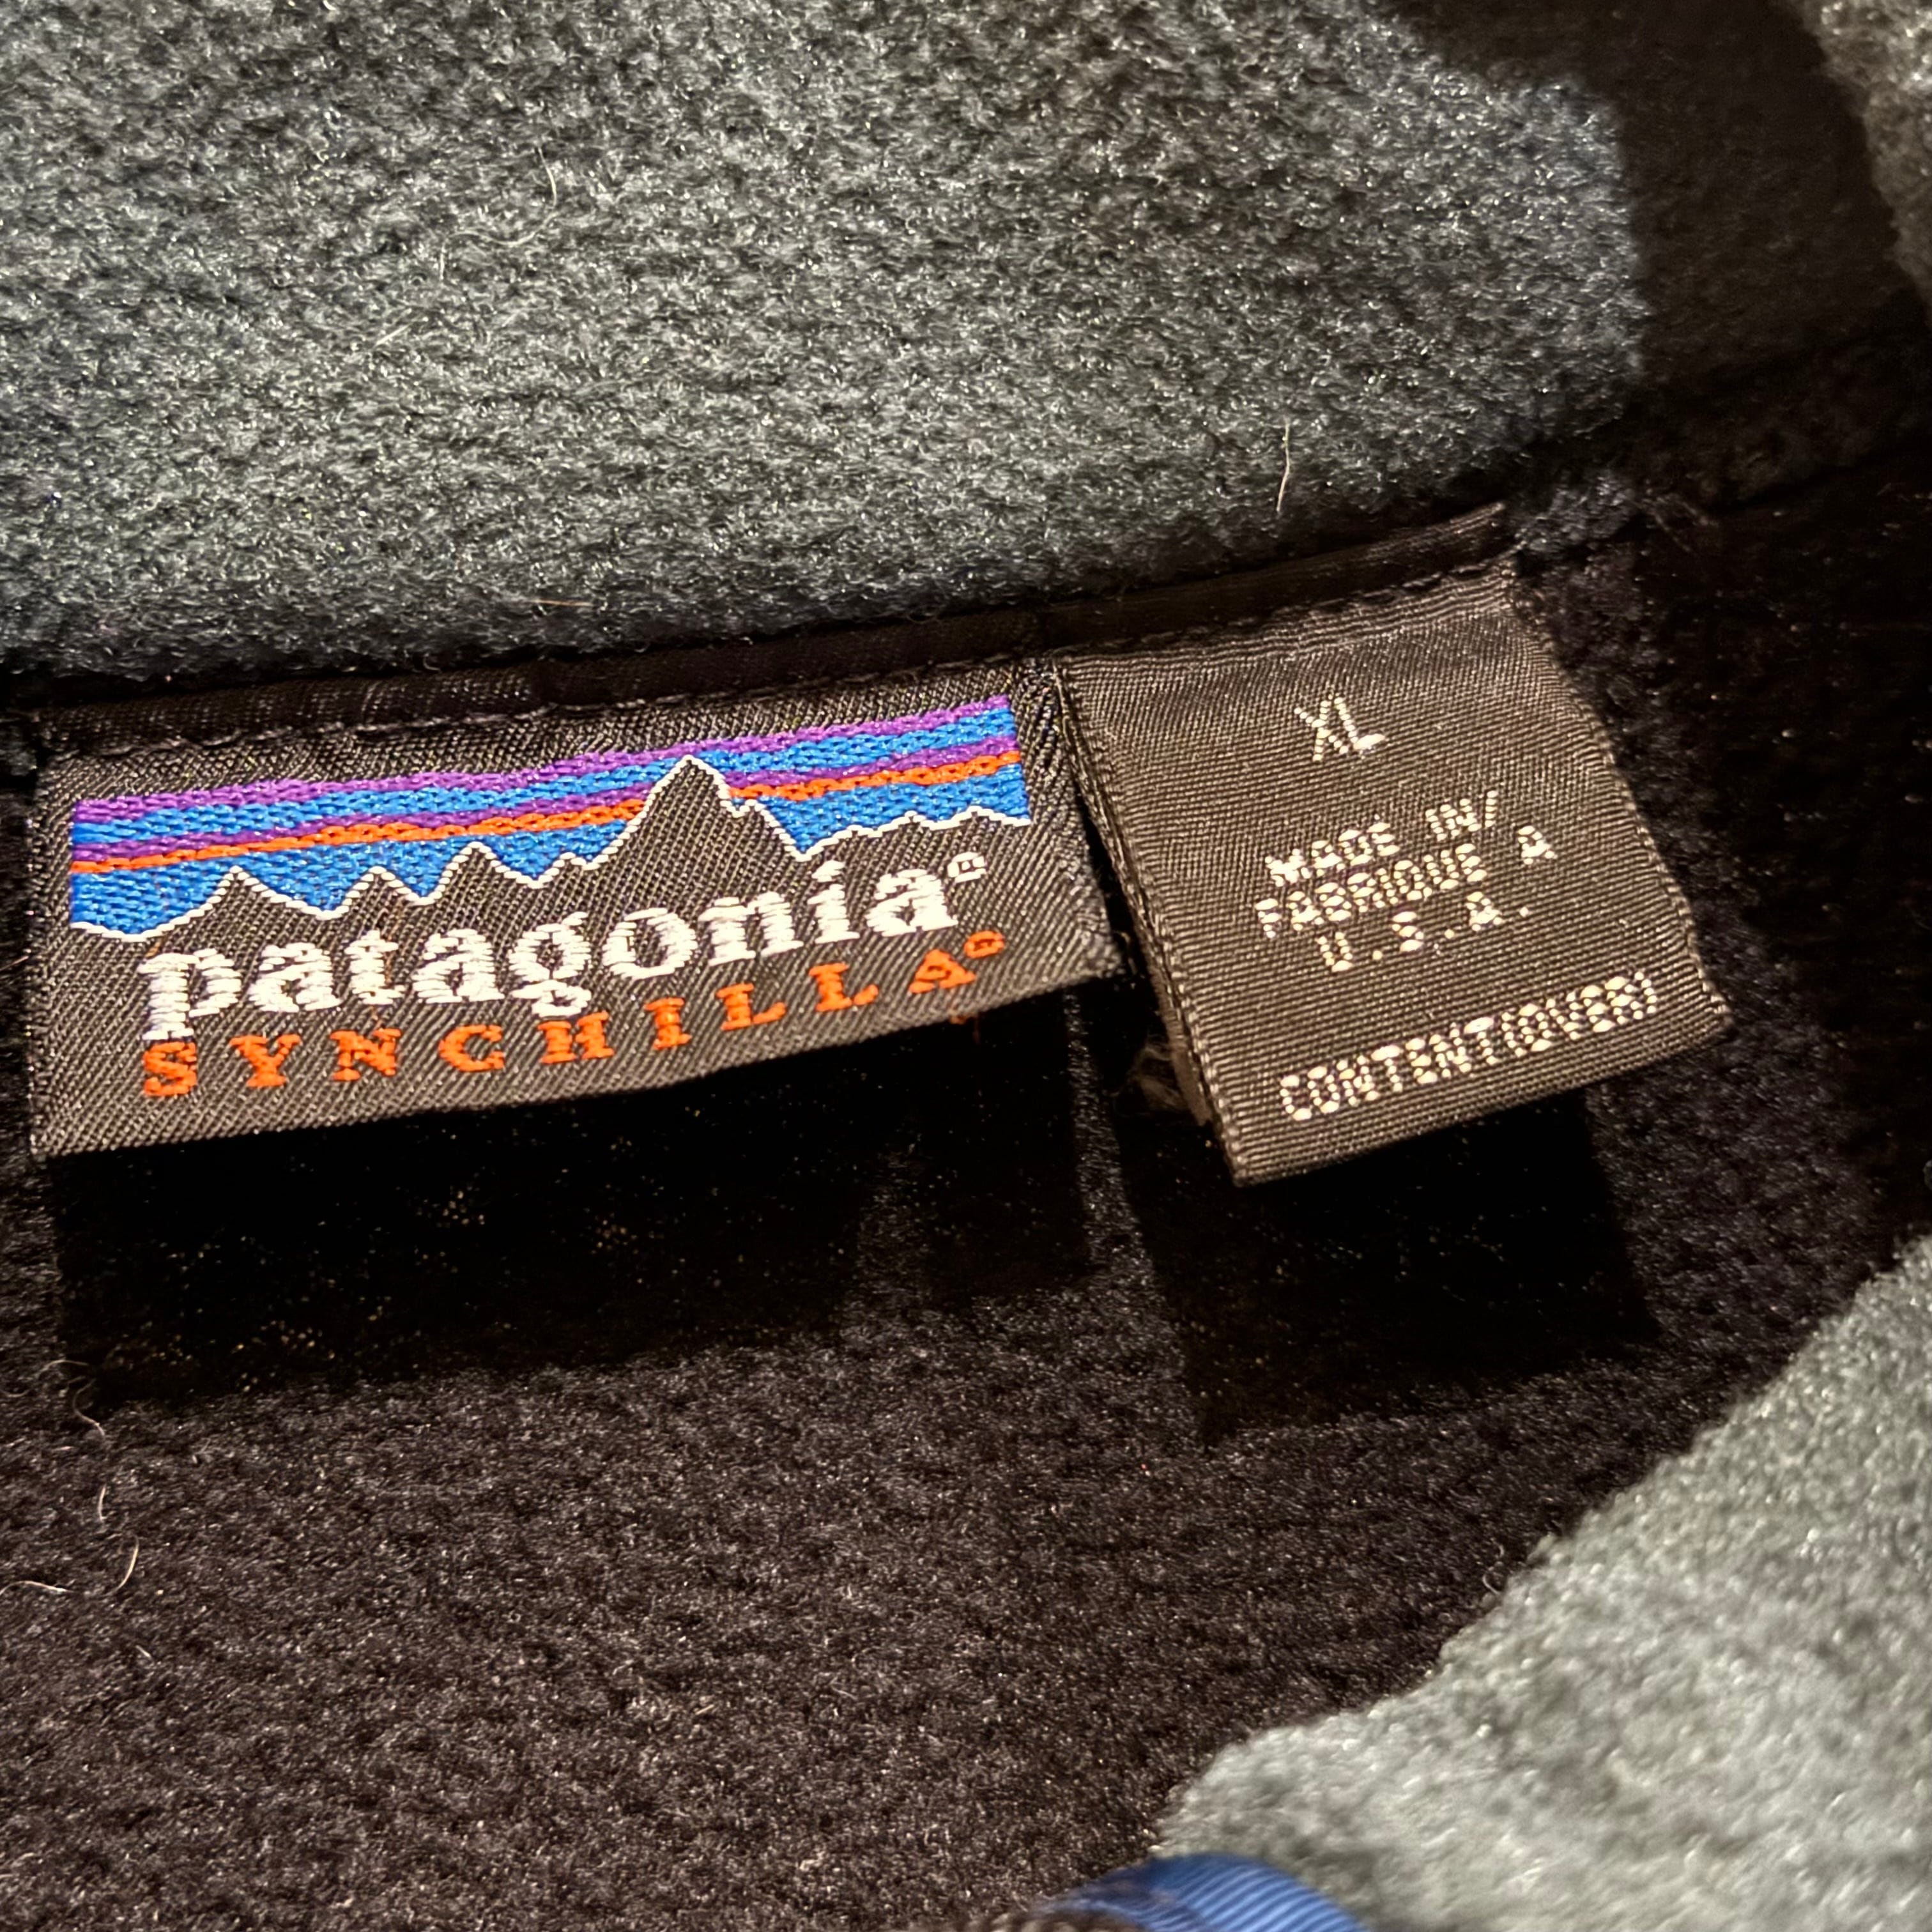 patagonia®
SYNCHILLA®
XL
MADE IN/
FABRIQUE A
U.S.A.
CONTENT(OVER)